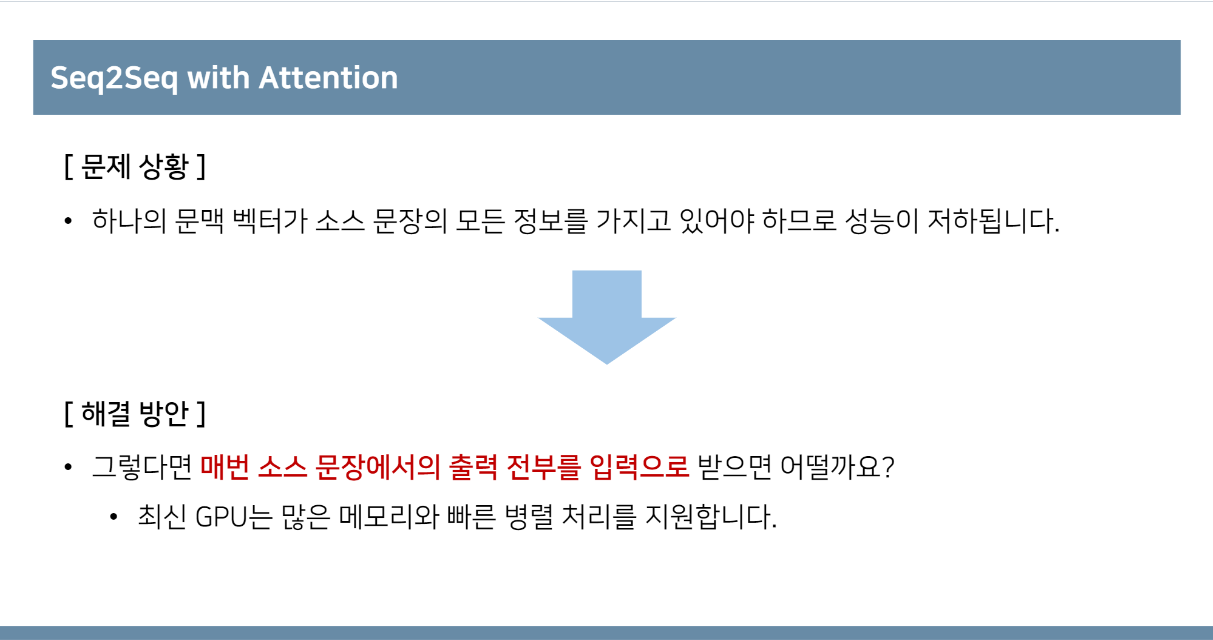 Seq2Seq with Attention
[ 문제 상황 ]
• 하나의 문맥 벡터가 소스 문장의 모든 정보를 가지고 있어야 하므로 성능이 저하됩니다.
[ 해결 방안 ]
• 그렇다면 매번 소스 문장에서의 출력 전부를 입력으로 받으면 어떨까요?
• 최신 GPU는 많은 메모리와 빠른 병렬 처리를 지원합니다.